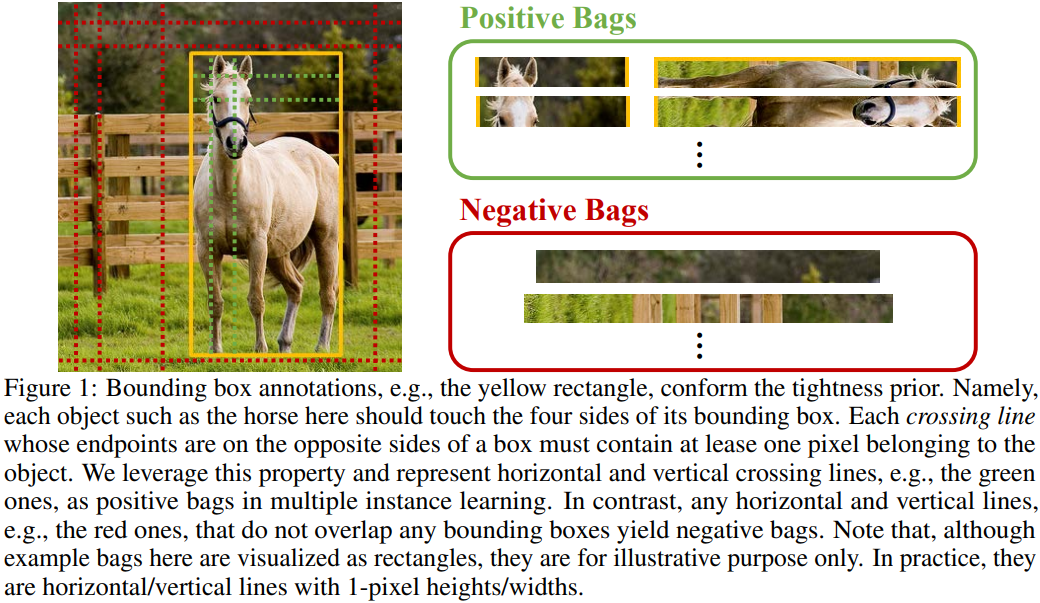 Positive Bags
Negative Bags
Figure 1: Bounding box annotations, e.g., the yellow rectangle, conform the tightness prior. Namely,
each object such as the horse here should touch the four sides of its bounding box. Each crossing line
whose endpoints are on the opposite sides of a box must contain at lease one pixel belonging to the
object. We leverage this property and represent horizontal and vertical crossing lines, e.g., the green
ones, as positive bags in multiple instance learning. In contrast, any horizontal and vertical lines,
e.g., the red ones, that do not overlap any bounding boxes yield negative bags. Note that, although
example bags here are visualized as rectangles, they are for illustrative purpose only. In practice, they
are horizontal/vertical lines with 1-pixel heights/widths.